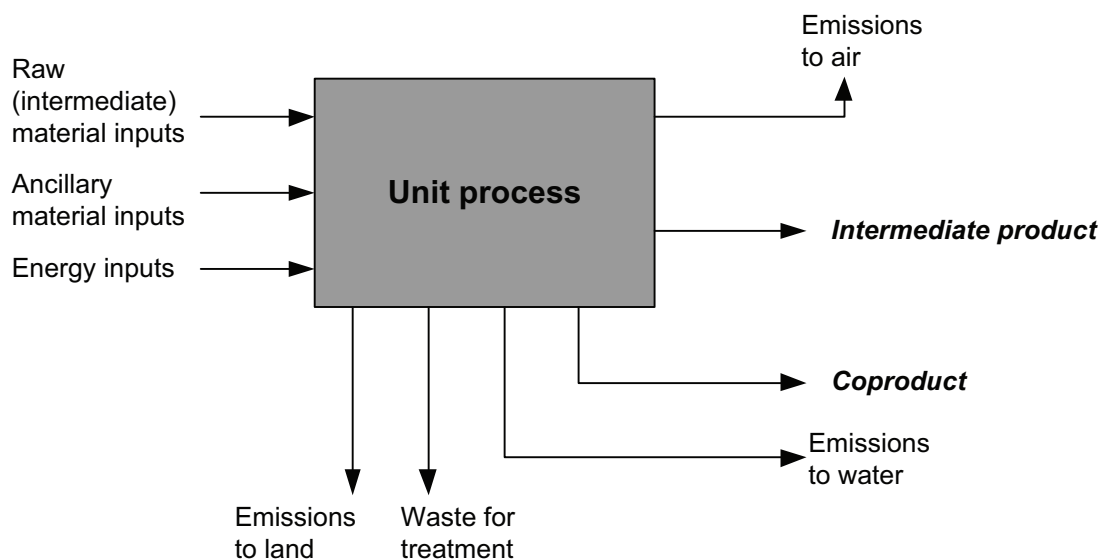 Emissions
to air
Raw
(intermediate)
material inputs
Ancillary
material inputs
Energy inputs
Unit process
Intermediate product
Coproduct
Emissions
to water
Emissions
to land
Waste for
treatment